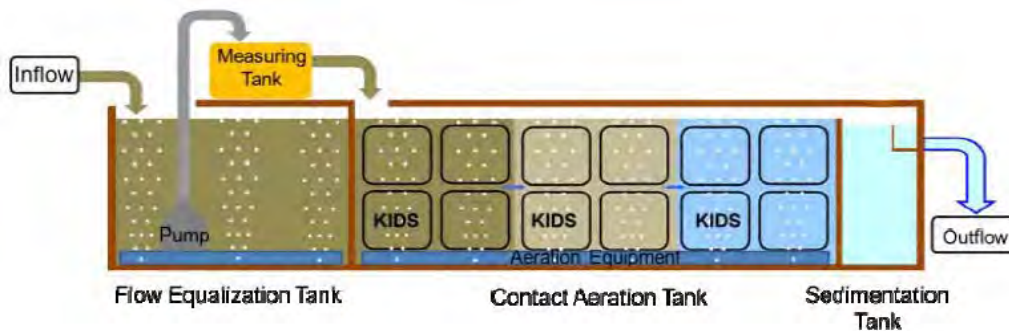 Inflow
Measuring
Tank
Pump
KIDS
KIDS
KIDS
Aeration Equipment
Outflow
Flow Equalization Tank
Contact Aeration Tank
Sedimentation
Tank